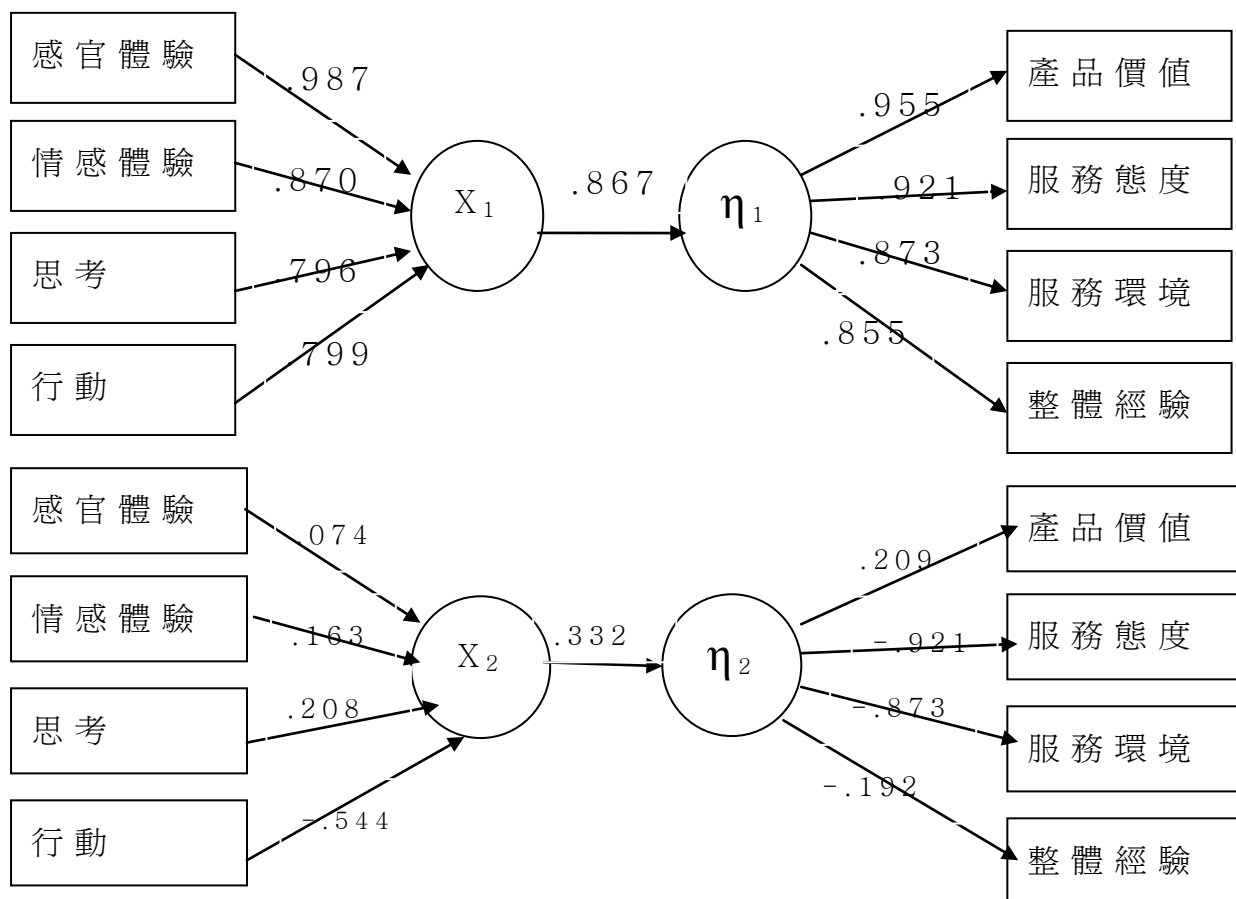 感官體驗
情感體驗
思考
行動
.987
.870
.796
.799
X1
.867
η1
.955
.921
.873
.855
產品價值
服務態度
服務環境
整體經驗
感官體驗
情感體驗
思考
行動
.074
.163
.208
-.544
X2
.332
η2
.209
-.921
-.873
-.192
產品價值
服務態度
服務環境
整體經驗